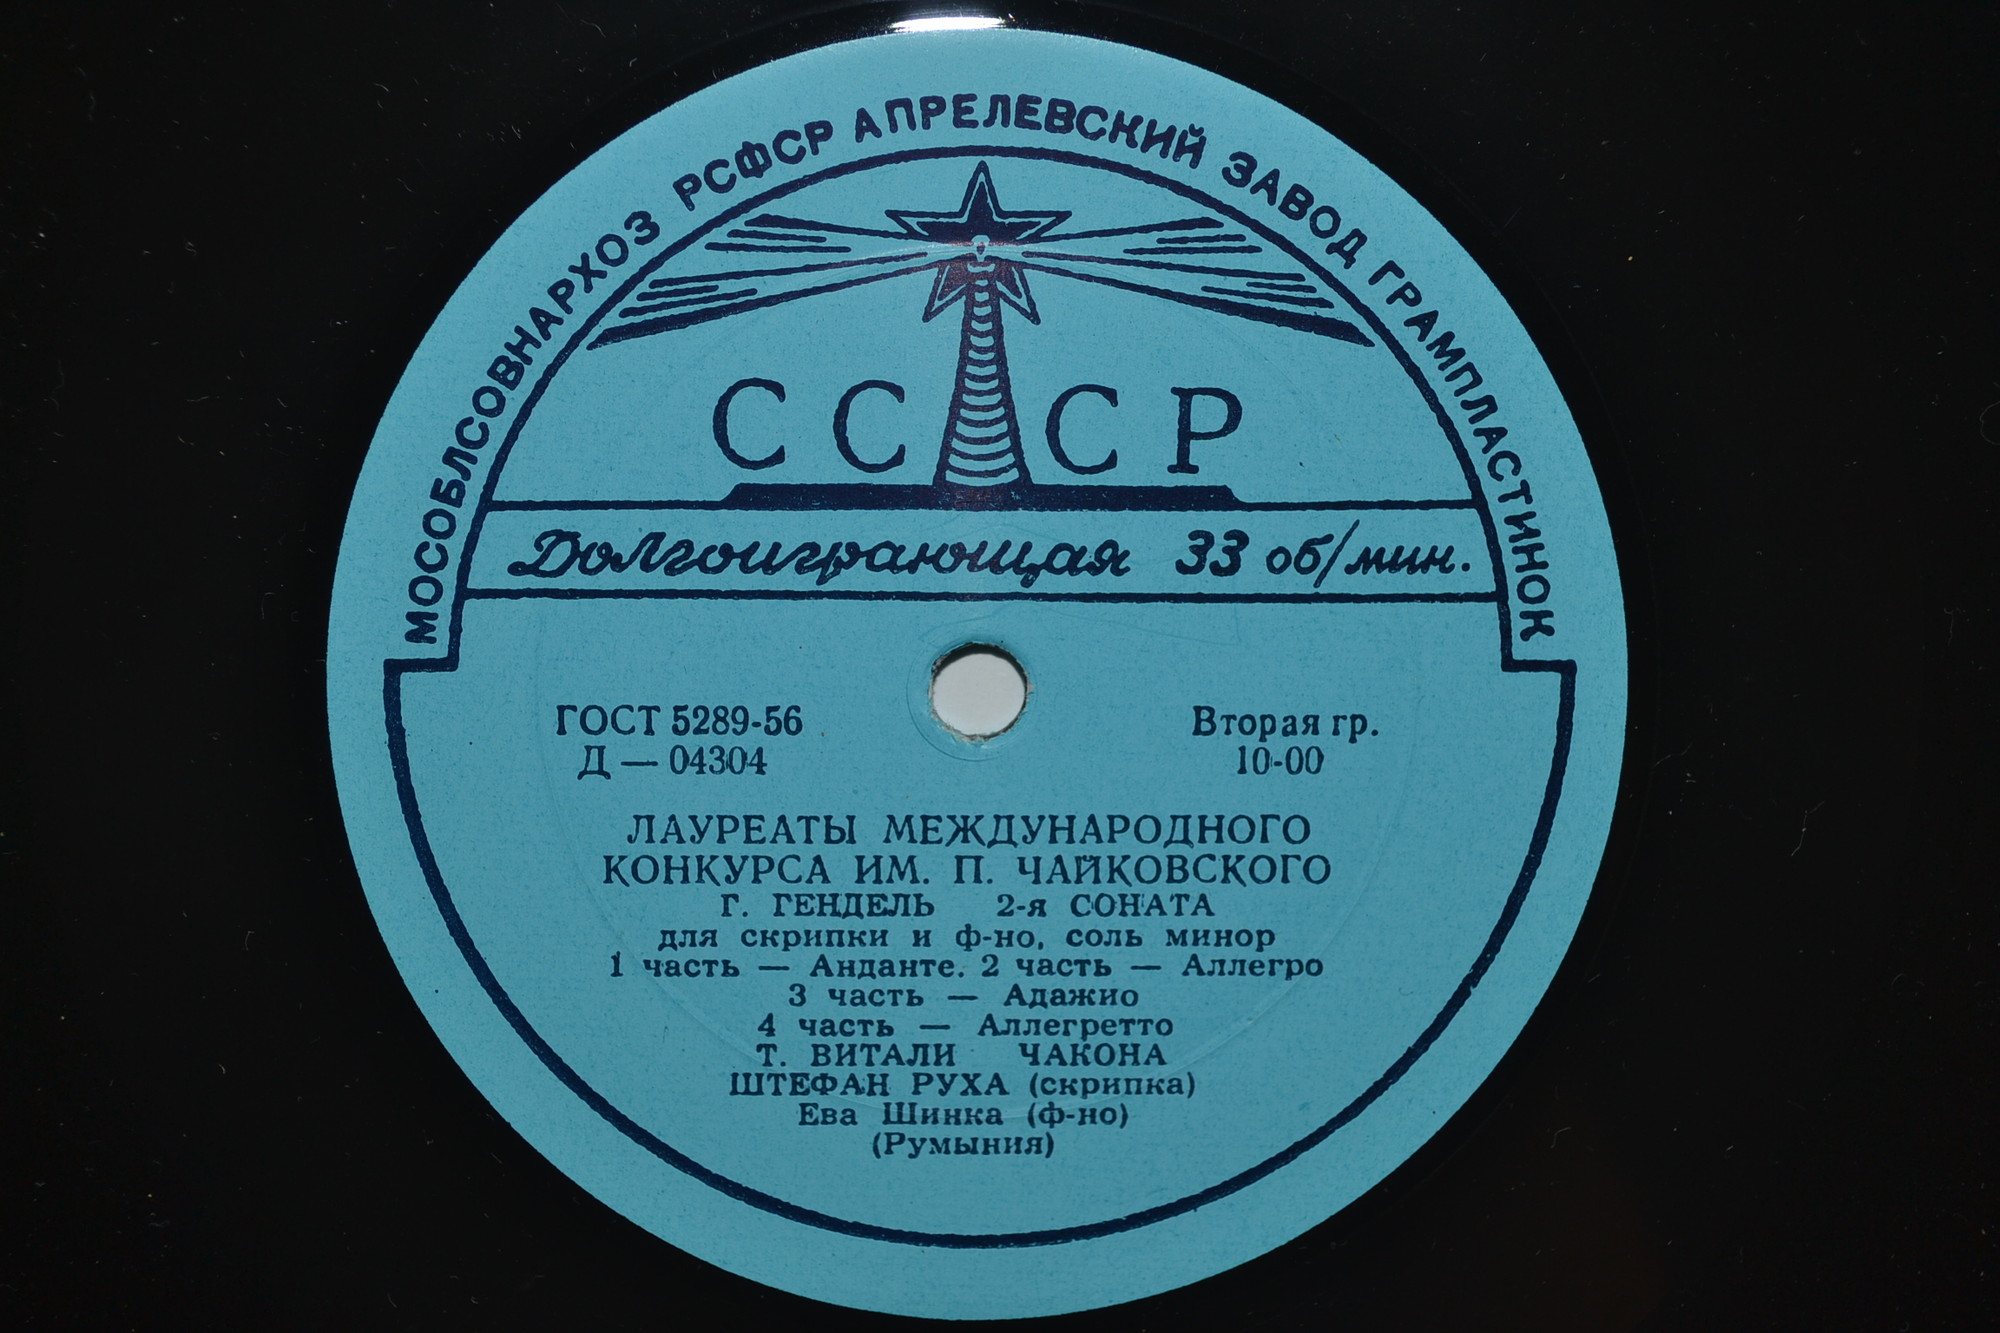 МОСОБЛСОВНАРХОЗ РСФСР АПРЕЛЕВСКИЙ ЗАВОД ГРАМПЛАСТИНОК
СССР
Долгоиграющая 33 об/мин.
ГОСТ 5289-56
Д — 04304
Вторая гр.
10-00
ЛАУРЕАТЫ МЕЖДУНАРОДНОГО
КОНКУРСА ИМ. П. ЧАЙКОВСКОГО
Г. ГЕНДЕЛЬ 2-я СОНАТА
для скрипки и ф-но, соль минор
1 часть — Анданте. 2 часть — Аллегро
3 часть — Адажио
4 часть — Аллегретто
Т. ВИТАЛИ ЧАКОНА
ШТЕФАН РУХА (скрипка)
Ева Шинка (ф-но)
(Румыния)